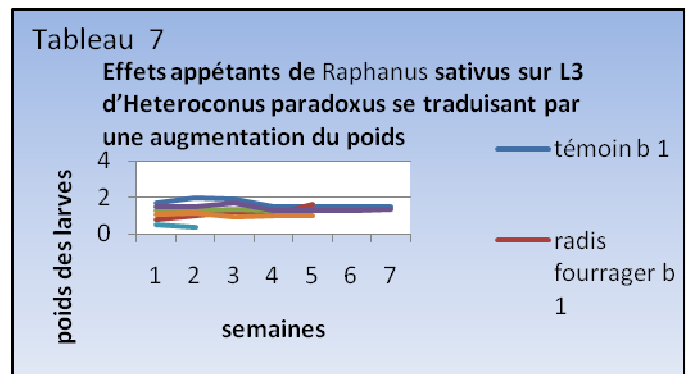 Tableau 7
Effets appétants de Raphanus sativus sur L3
d'Heteroconus paradoxus se traduisant par
une augmentation du poids
4
2
0
poids des larves
1 2 3 4 5 6 7
semaines
témoin b 1
radis
fourrager b
1